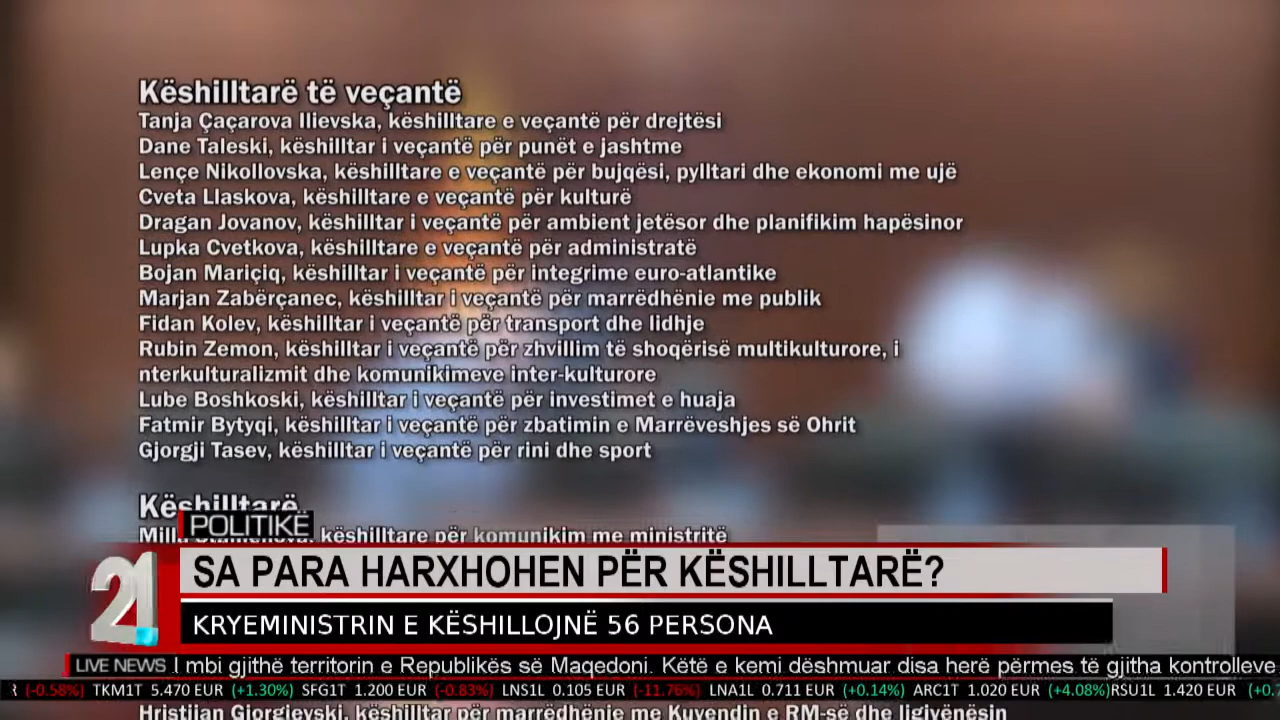 Këshilltarë të veçantë
Tanja Çaçarova Ilievska, këshilltare e veçantë për drejtësi
Dane Taleski, këshilltar i veçantë për punët e jashtme
Lençe Nikollovska, këshilltare e veçantë për bujqësi, pylltari dhe ekonomi me ujë
Cveta Llaskova, këshilltare e veçantë për kulturë
Dragan Jovanov, këshilltar i veçantë për ambient jetësor dhe planifikim hapësinor
Lupka Cvetkova, këshilltare e veçantë për administratë
Bojan Mariçiq, këshilltar i veçantë për integrime euro-atlantike
Marjan Zabërçanec, këshilltar i veçantë për marrëdhënie me publik
Fidan Kolev, këshilltar i veçantë për transport dhe lidhje
Rubin Zemon, këshilltar i veçantë për zhvillim të shoqërisë multikulturore, i
nterkulturalizmit dhe komunikimeve inter-kulturore
Lube Boshkoski, këshilltar i veçantë për investimet e huaja
Fatmir Bytyqi, këshilltar i veçantë për zbatimin e Marrëveshjes së Ohrit
Gjorgji Tasev, këshilltar i veçantë për rini dhe sport
Këshilltarë
POLITIKË
këshilltare për komunikim me ministritë
21
SA PARA HARXHOHEN PËR KËSHILLTARË?
KRYEMINISTRIN E KËSHILLOJNË 56 PERSONA
LIVE NEWS I mbi gjithë territorin e Republikës së Maqedoni. Këtë e kemi dëshmuar disa herë përmes të gjitha kontrolleve
R (-0.58%) TKM1T 5.470 EUR (+1.30%) SFG1T 1.200 EUR (-0.83%) LNS1L 0.105 EUR (-11.76%) LNA1L 0.711 EUR (+0.14%) ARC1T 1.020 EUR (+4.08%) RSU1L 1.420 EUR
Hristijan Gjorgjevski, këshilltar për marrëdhënie me Kuvendin e RM-së dhe ligjvënësin